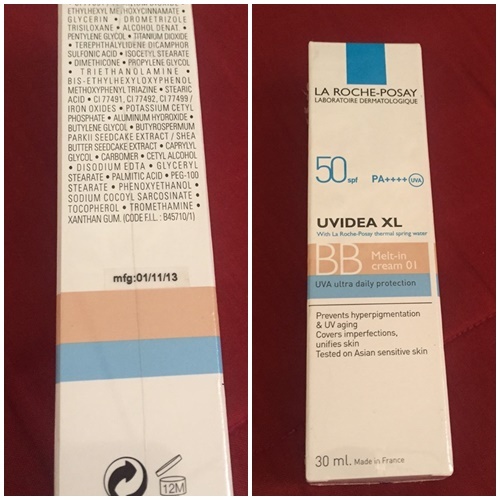 ETHYLHEXYL METHOXYCINNAMATE •
GLYCERIN • DROMETRIZOLE
TRISILOXANE • ALCOHOL DENAT. •
PENTYLENE GLYCOL • TITANIUM DIOXIDE
• TEREPHTHALYLIDENE DICAMPHOR
SULFONIC ACID • ISOCETYL STEARATE
• DIMETHICONE • PROPYLENE GLYCOL
• TRIETHANOLAMINE •
BIS-ETHYLHEXYLOXYPHENOL
METHOXYPHENYL TRIAZINE • STEARIC
ACID • CI 77491, CI 77492, CI 77499 /
IRON OXIDES • POTASSIUM CETYL
PHOSPHATE • ALUMINUM HYDROXIDE •
BUTYLENE GLYCOL • BUTYROSPERMUM
PARKII SEEDCAKE EXTRACT / SHEA
BUTTER SEEDCAKE EXTRACT • CAPRYLYL
GLYCOL • CARBOMER • CETYL ALCOHOL
• DISODIUM EDTA • GLYCERYL
STEARATE • PALMITIC ACID • PEG-100
STEARATE • PHENOXYETHANOL •
SODIUM COCOYL SARCOSINATE •
TOCOPHEROL • TROMETHAMINE •
XANTHAN GUM. (CODE F.I.L. : B45710/1)
mfg:01/11/13
12M
LA ROCHE-POSAY
LABORATOIRE DERMATOLOGIQUE
50 spf PA++++ UVA
UVIDEA XL
With La Roche-Posay thermal spring water
BB Melt-in
cream 01
UVA ultra daily protection
Prevents hyperpigmentation
& UV aging
Covers imperfections,
unifies skin
Tested on Asian sensitive skin
30 ml. Made in France